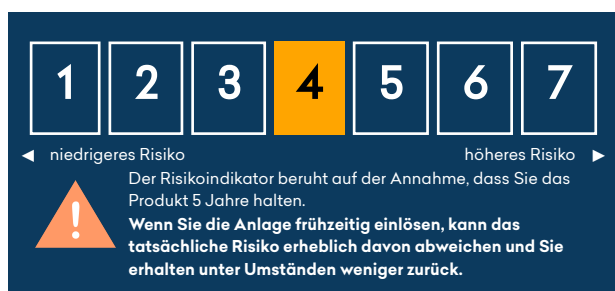 1 2 3 4 5 6 7
◄ niedrigeres Risiko höheres Risiko ►
Der Risikoindikator beruht auf der Annahme, dass Sie das
Produkt 5 Jahre halten.
Wenn Sie die Anlage frühzeitig einlösen, kann das
tatsächliche Risiko erheblich davon abweichen und Sie
erhalten unter Umständen weniger zurück.
!